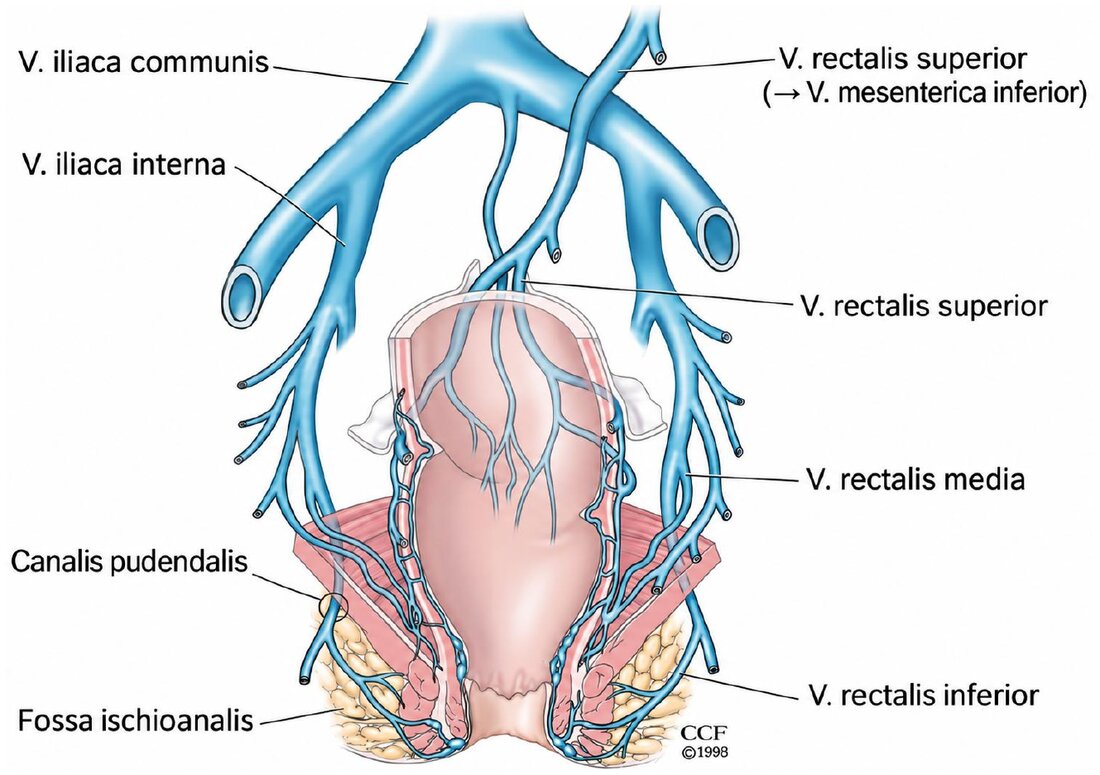 V. iliaca communis
V. rectalis superior
(→ V. mesenterica inferior)
V. iliaca interna
V. rectalis superior
V. rectalis media
Canalis pudendalis
V. rectalis inferior
Fossa ischioanalis
CCF
©1998